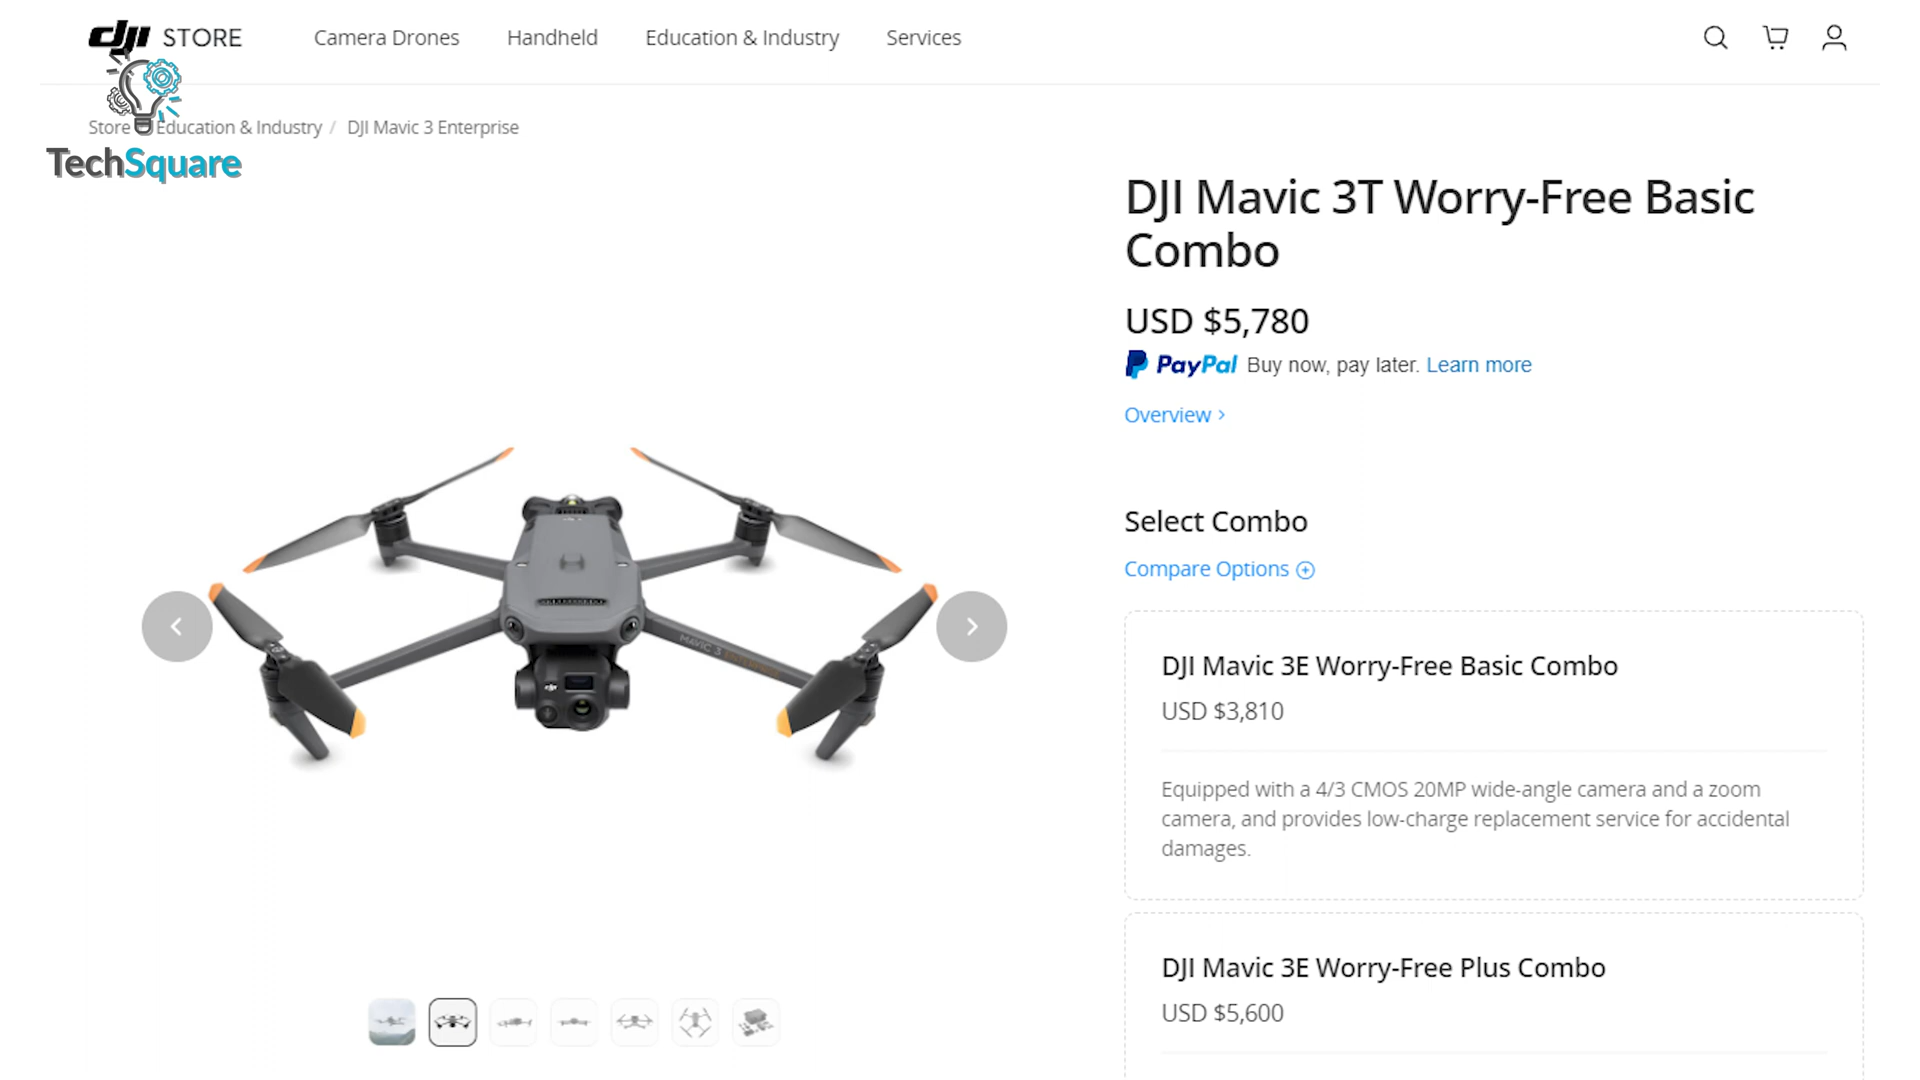 dji STORE
Camera Drones
Handheld
Education & Industry
Services
Store
Education & Industry / DJI Mavic 3 Enterprise
TechSquare
DJI Mavic 3T Worry-Free Basic
Combo
USD $5,780
PayPal Buy now, pay later. Learn more
Overview >
Select Combo
Compare Options
MAVIC 3 ENTERPRISE
DJI Mavic 3E Worry-Free Basic Combo
USD $3,810
Equipped with a 4/3 CMOS 20MP wide-angle camera and a zoom
camera, and provides low-charge replacement service for accidental
damages.
DJI Mavic 3E Worry-Free Plus Combo
USD $5,600